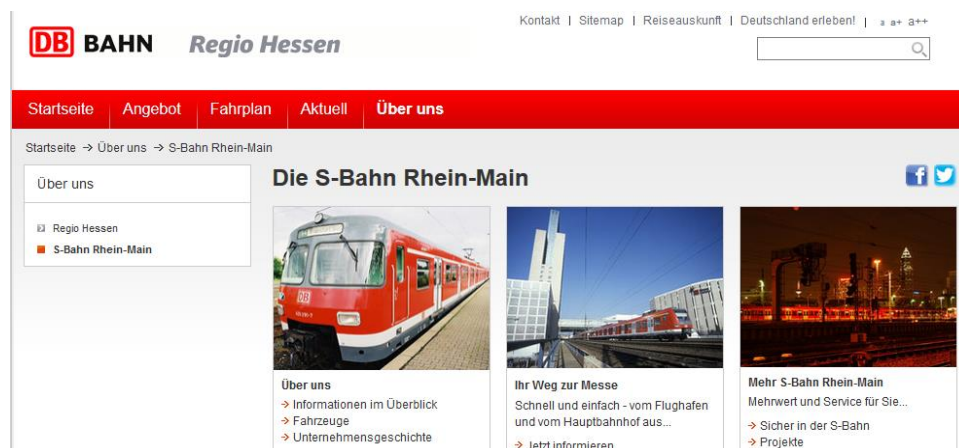 Kontakt | Sitemap | Reiseauskunft | Deutschland erleben! | a a+ a++
DB BAHN Regio Hessen
Startseite Angebot Fahrplan Aktuell Über uns
Startseite → Über uns → S-Bahn Rhein-Main
Über uns
Regio Hessen
S-Bahn Rhein-Main
Die S-Bahn Rhein-Main
DB
Über uns
→ Informationen im Überblick
→ Fahrzeuge
→ Unternehmensgeschichte
Ihr Weg zur Messe
Schnell und einfach - vom Flughafen
und vom Hauptbahnhof aus...
→ Jetzt informieren
Mehr S-Bahn Rhein-Main
Mehrwert und Service für Sie...
→ Sicher in der S-Bahn
→ Projekte